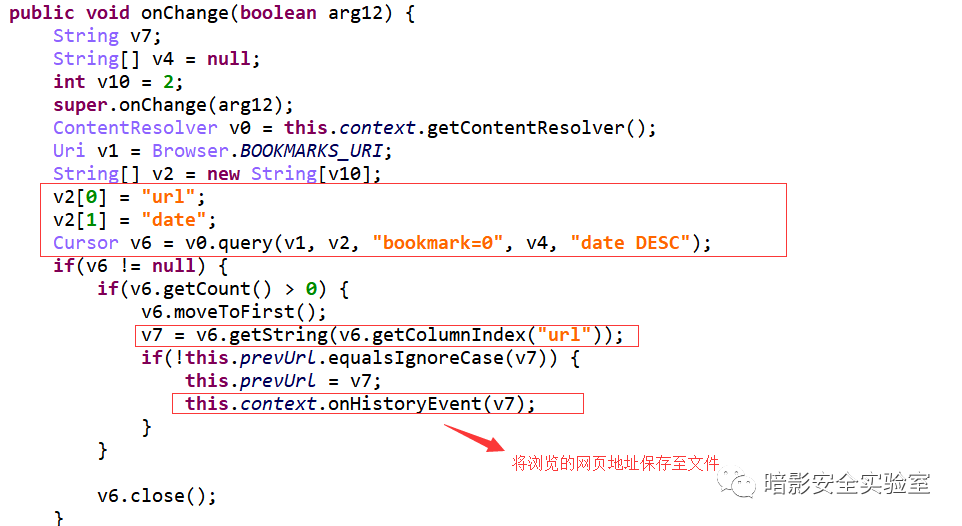 public void onChange(boolean arg12) {
String v7;
String[] v4 = null;
int v10 = 2;
super.onChange(arg12);
ContentResolver v0 = this.context.getContentResolver();
Uri v1 = Browser.BOOKMARKS_URI;
String[] v2 = new String[v10];
v2[0] = "url";
v2[1] = "date";
Cursor v6 = v0.query(v1, v2, "bookmark=0", v4, "date DESC");
if(v6 != null) {
if(v6.getCount() > 0) {
v6.moveToFirst();
v7 = v6.getString(v6.getColumnIndex("url"));
if(!this.prevUrl.equalsIgnoreCase(v7)) {
this.prevUrl = v7;
this.context.onHistoryEvent(v7);
}
}
将浏览的网页地址保存至文件
暗影安全实验室
v6.close();
}